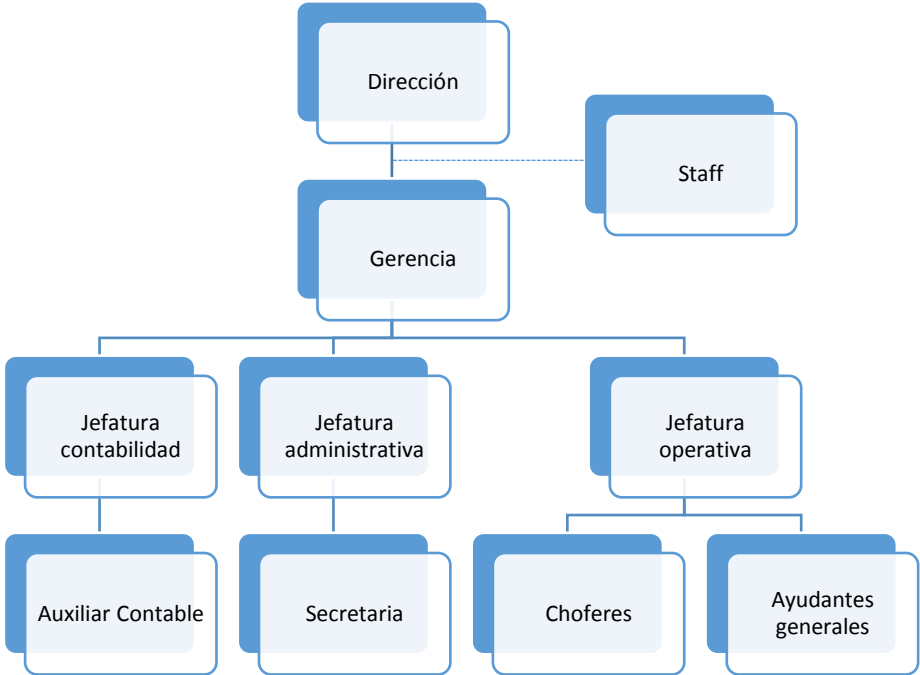 Dirección
Staff
Gerencia
Jefatura
contabilidad
Jefatura
administrativa
Jefatura
operativa
Auxiliar Contable
Secretaria
Choferes
Ayudantes
generales